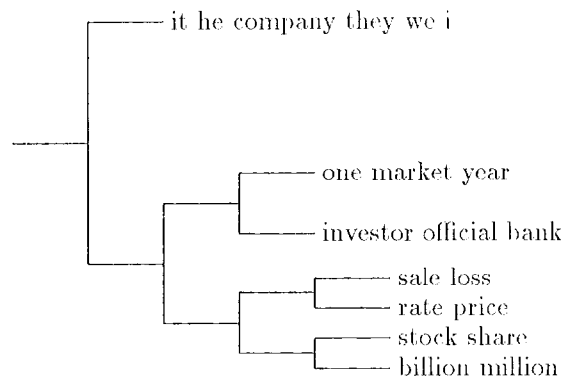 it he company they we i
one market year
investor official bank
sale loss
rate price
stock share
billion million